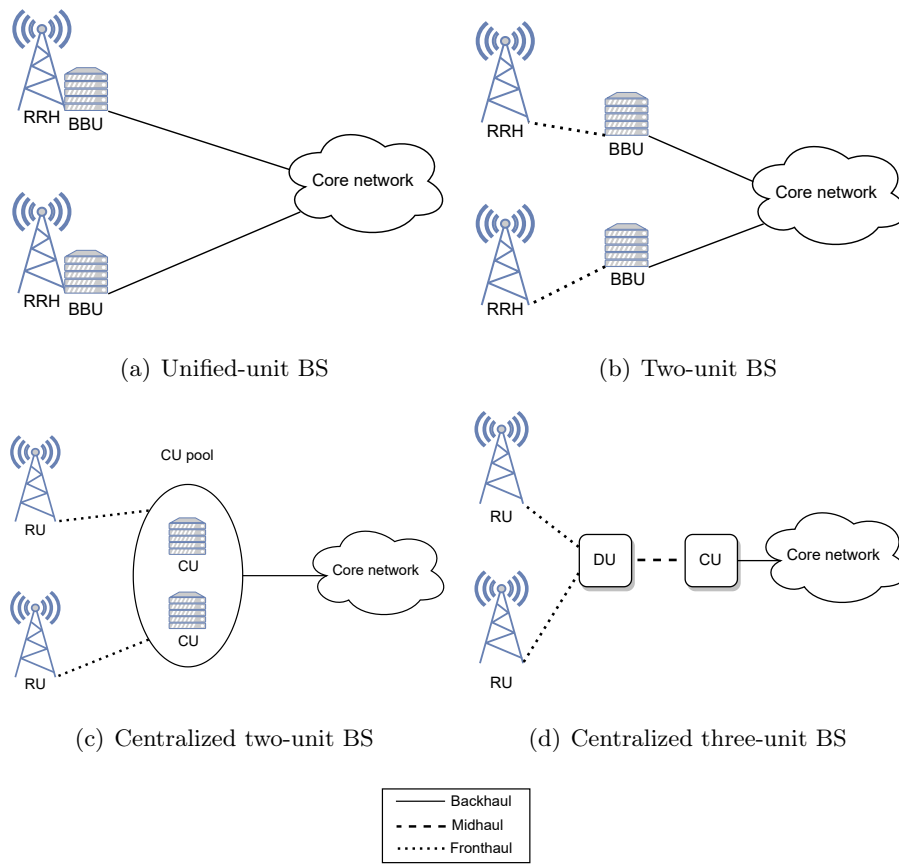 RRH
BBU
Core network
RRH
BBU
(a) Unified-unit BS
RRH
BBU
Core network
RRH
BBU
(b) Two-unit BS
CU pool
RU
CU
Core network
CU
RU
(c) Centralized two-unit BS
RU
DU
CU
Core network
RU
(d) Centralized three-unit BS
Backhaul
Midhaul
Fronthaul